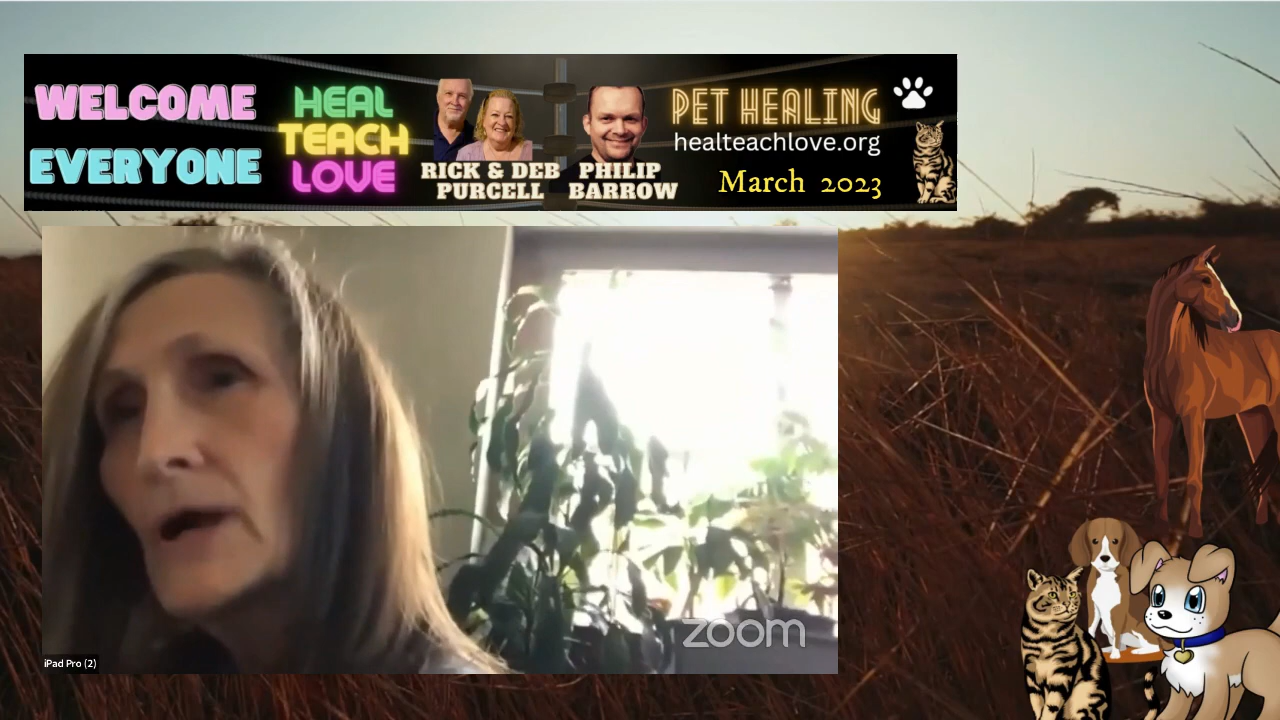 WELCOME
EVERYONE
HEAL
TEACH
LOVE
RICK & DEB
PURCELL
PHILIP
BARROW
PET HEALING
healteachlove.org
March 2023
zoom
iPad Pro (2)